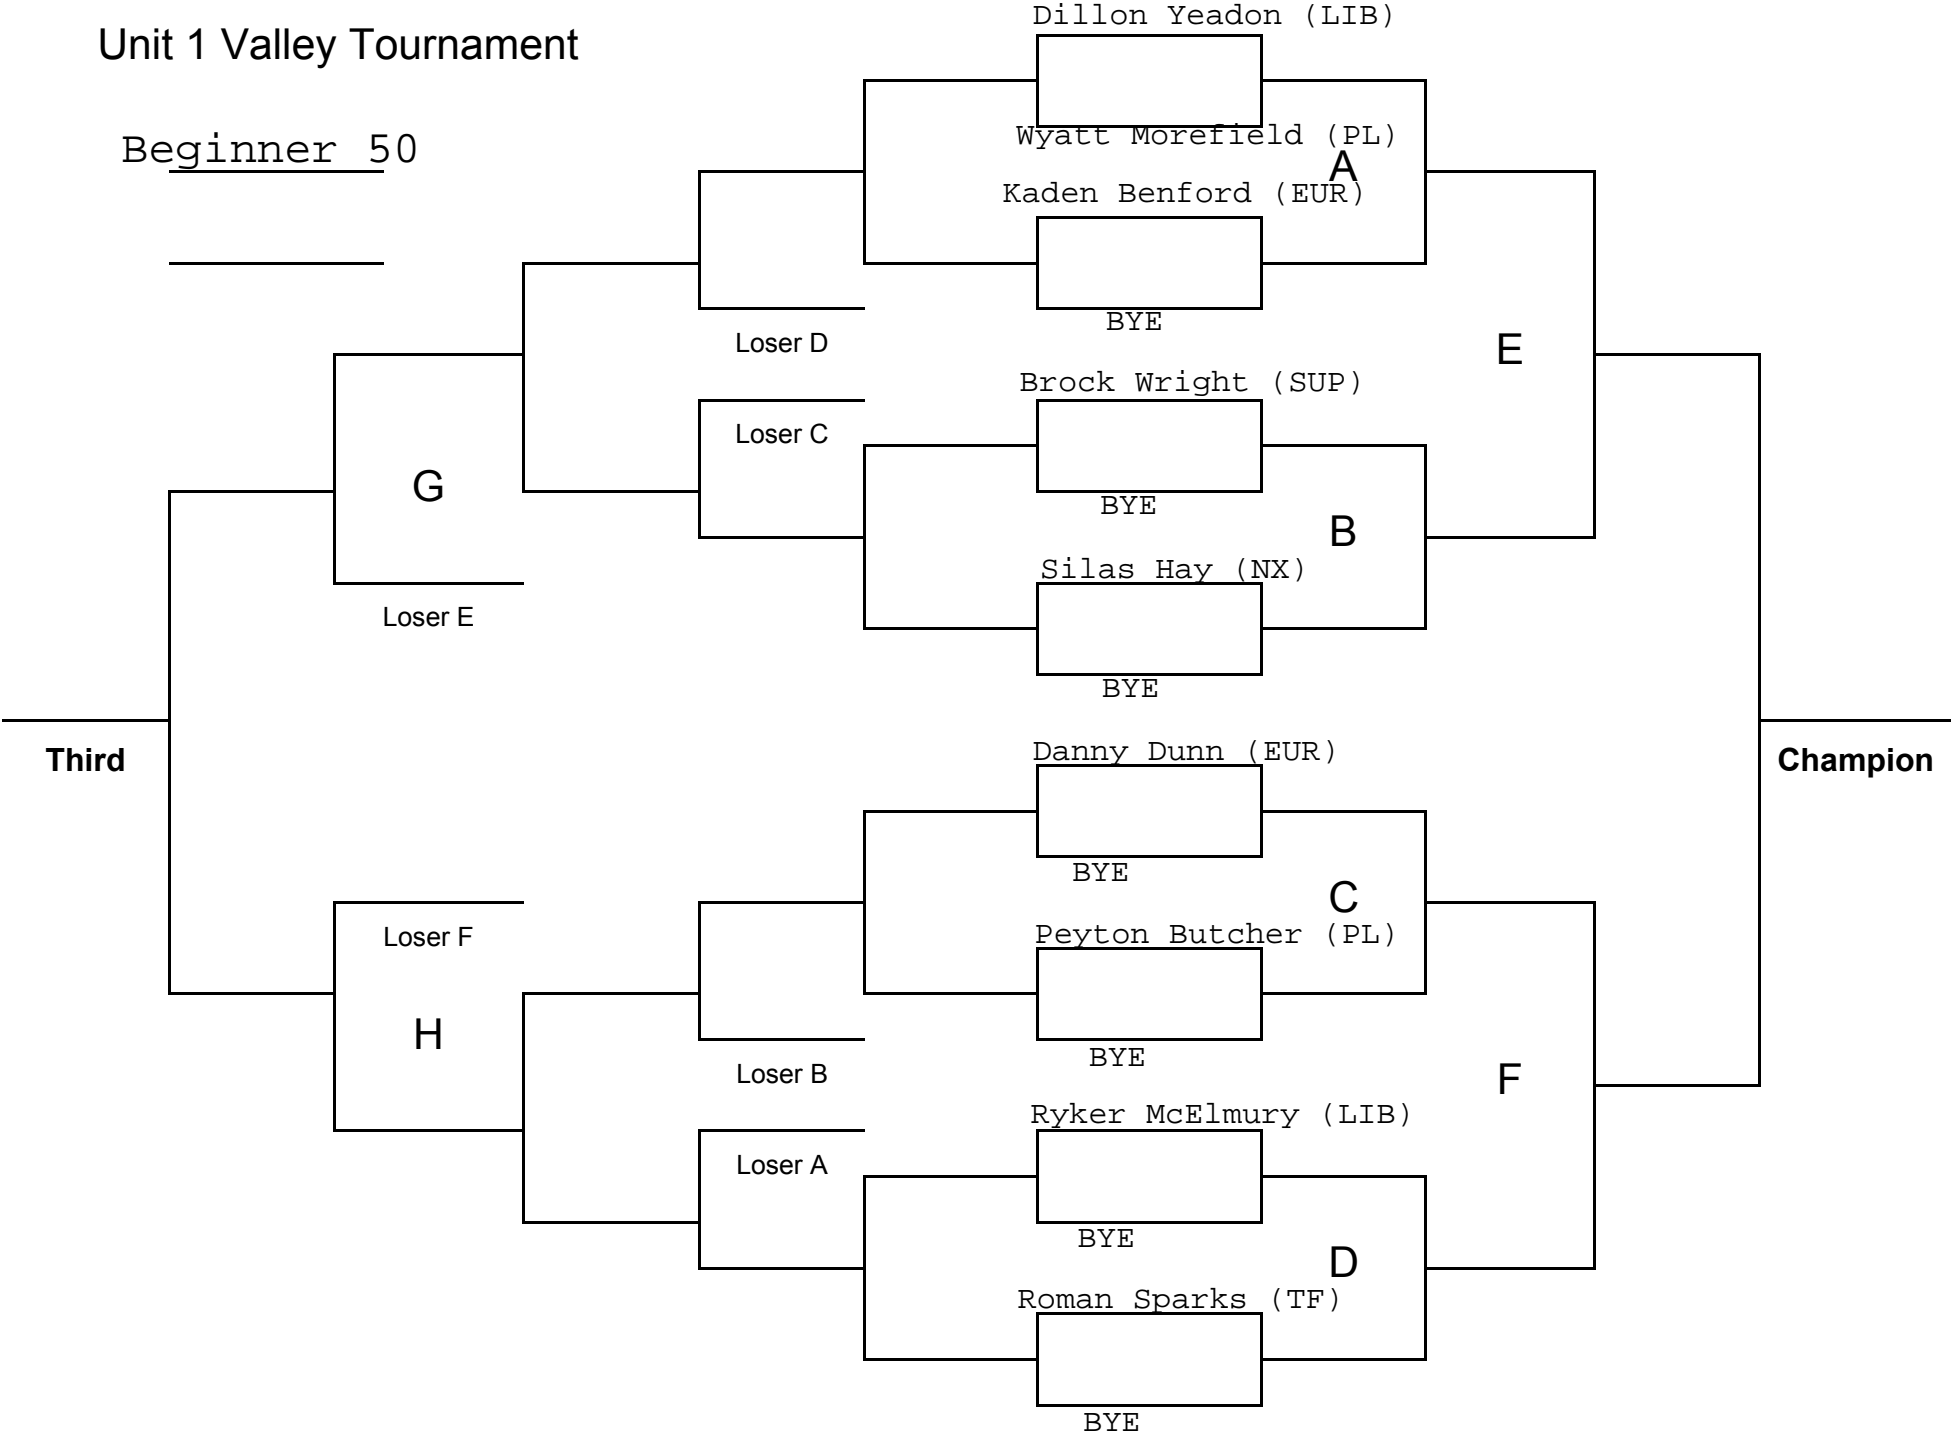 Unit 1 Valley Tournament
Beginner 50
Dillon Yeadon (LIB)
Wyatt Morefield (PL)
A
Kaden Benford (EUR)
BYE
Loser D
E
Brock Wright (SUP)
Loser C
G
BYE
B
Silas Hay (NX)
Loser E
BYE
Third
Danny Dunn (EUR)
Champion
BYE
C
Loser F
Peyton Butcher (PL)
H
BYE
Loser B
F
Ryker McElmury (LIB)
Loser A
BYE
D
Roman Sparks (TF)
BYE